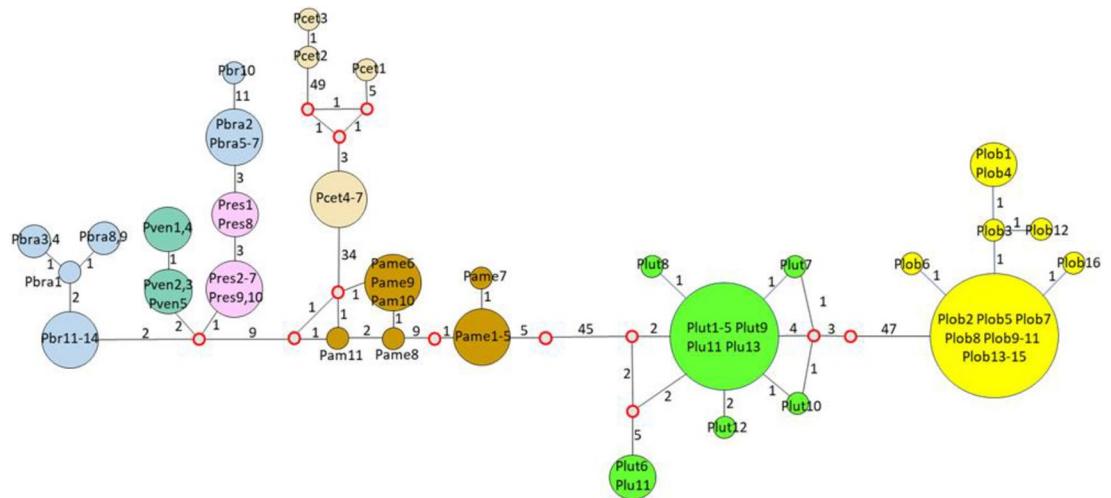 Pcet3
1
Pcet2
49
Pcet1
5
1
1
1
3
Pcet4-7
34
Pbr10
11
Pbra2
Pbra5-7
3
Pres1
Pres8
3
Pres2-7
Pres9,10
1
Pven1,4
1
Pven2,3
Pven5
2
Pbra3,4
Pbra8,9
1
1
Pbra1
2
Pbr11-14
2
9
1
1
1
1
Pame6
Pame9
Pam10
1
Pam11
2
Pame8
9
1
Pame7
1
Pame1-5
5
45
2
2
2
5
Plut6
Plu11
Plut8
1
Plut7
1
1
Plut1-5 Plut9
Plu11 Plu13
4
3
47
1
1
Plut10
2
Plut12
Plob1
Plob4
1
Plob3
1
Plob12
1
Plob6
1
Plob16
1
Plob2 Plob5 Plob7
Plob8 Plob9-11
Plob13-15